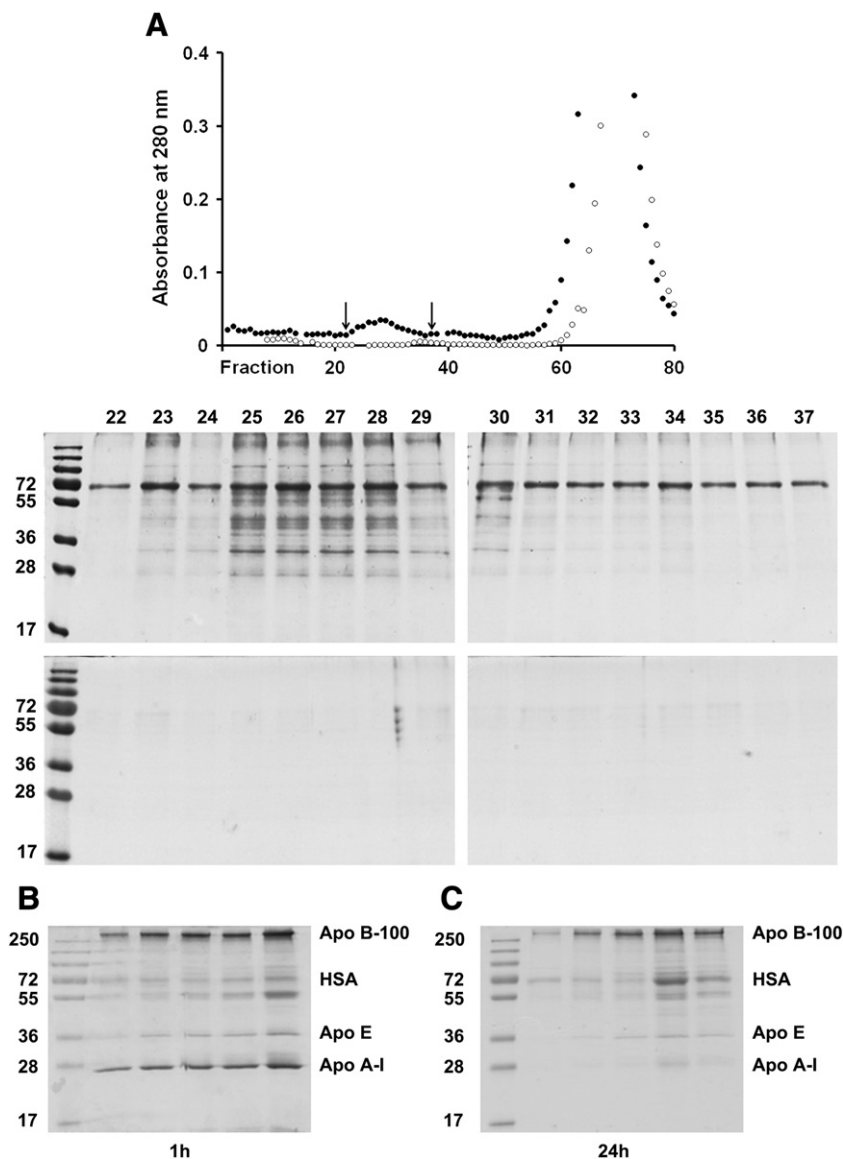 A
Absorbance at 280 nm
0.4
0.3
0.2
0.1
0
Fraction 20 40 60 80
22 23 24 25 26 27 28 29 30 31 32 33 34 35 36 37
72
55
36
28
17
72
55
36
28
17
B
250
72
55
36
28
17
Apo B-100
HSA
Apo E
Apo A-I
1h
C
250
72
55
36
28
17
Apo B-100
HSA
Apo E
Apo A-I
24h